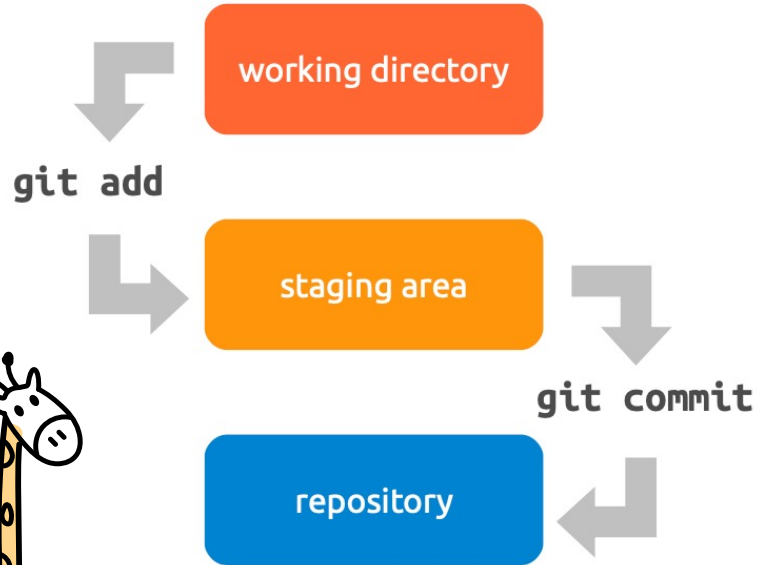 working directory
git add
staging area
git commit
repository